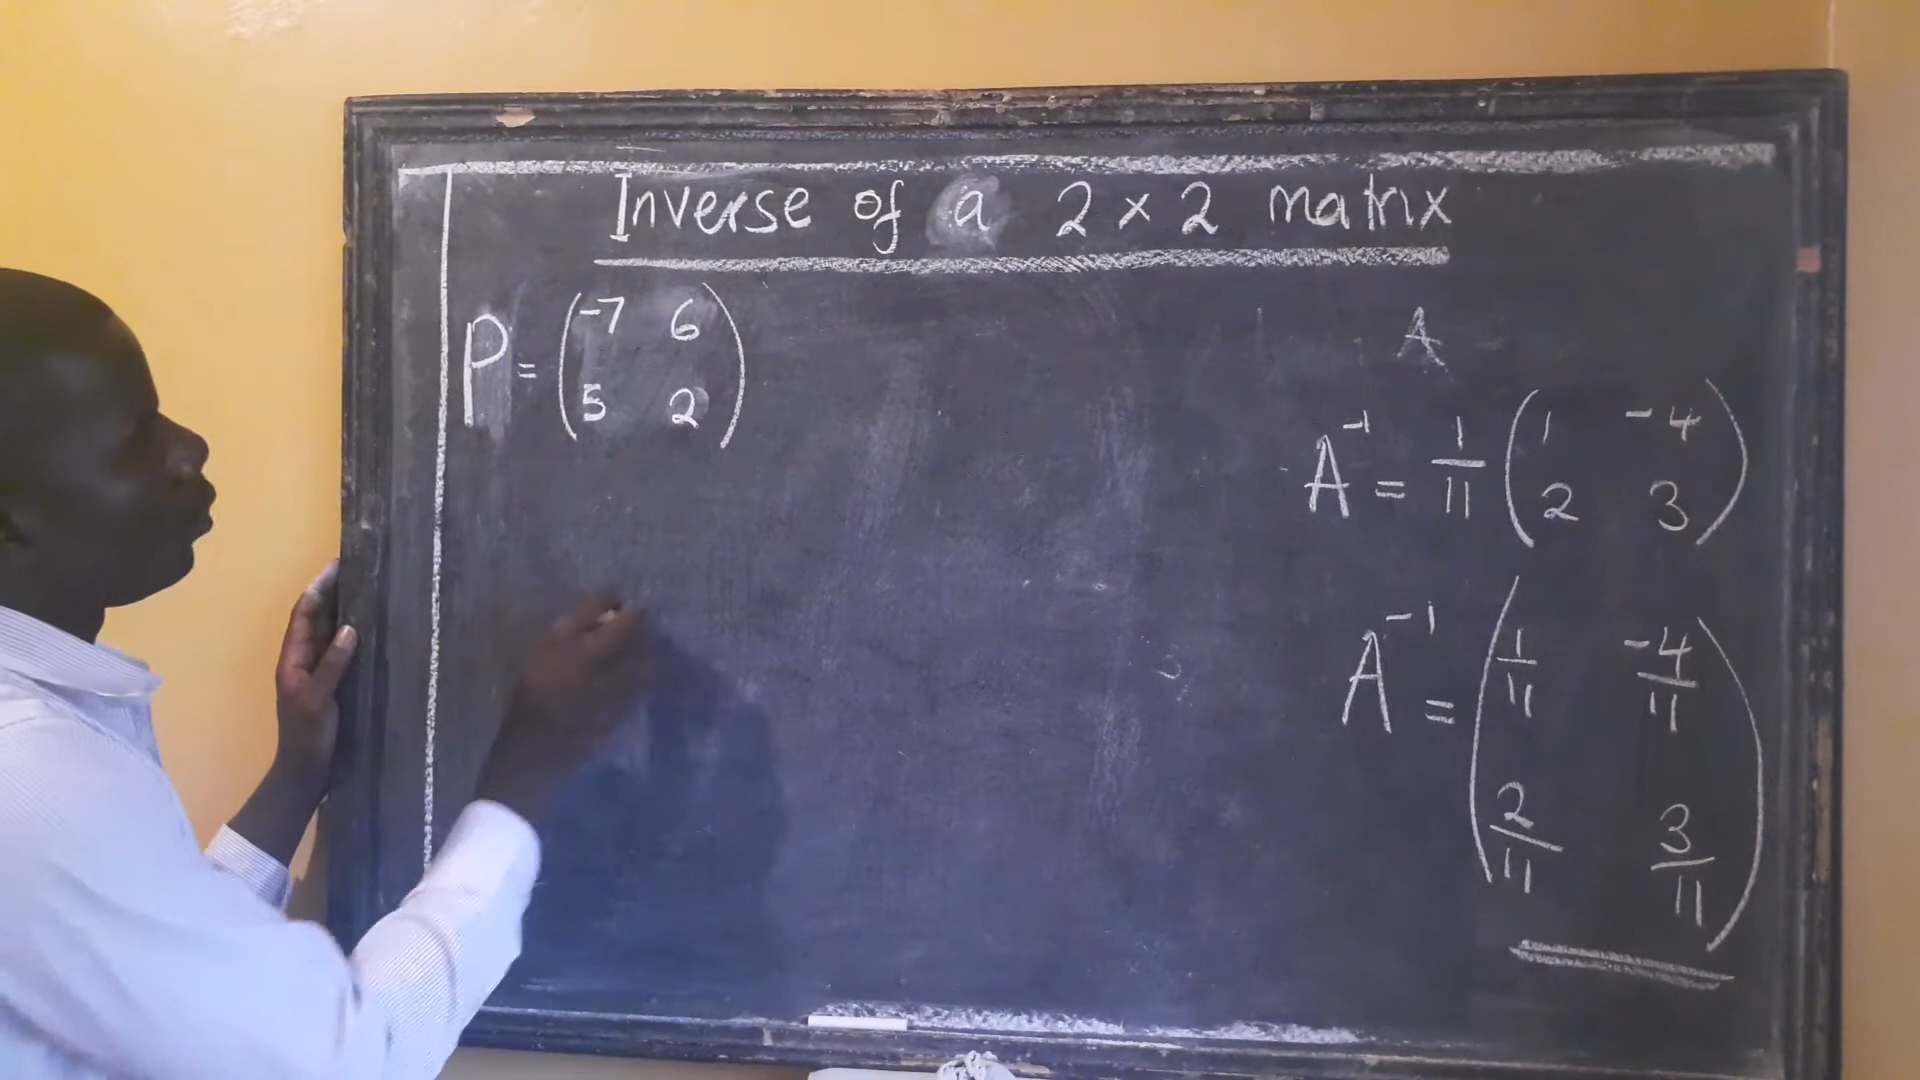 Inverse of a 2 × 2 matrix
P = (-7 6
5 2)
A
A⁻¹ = 1/11 (1 -4
2 3)
A⁻¹ = (1/11 -4/11
2/11 3/11)